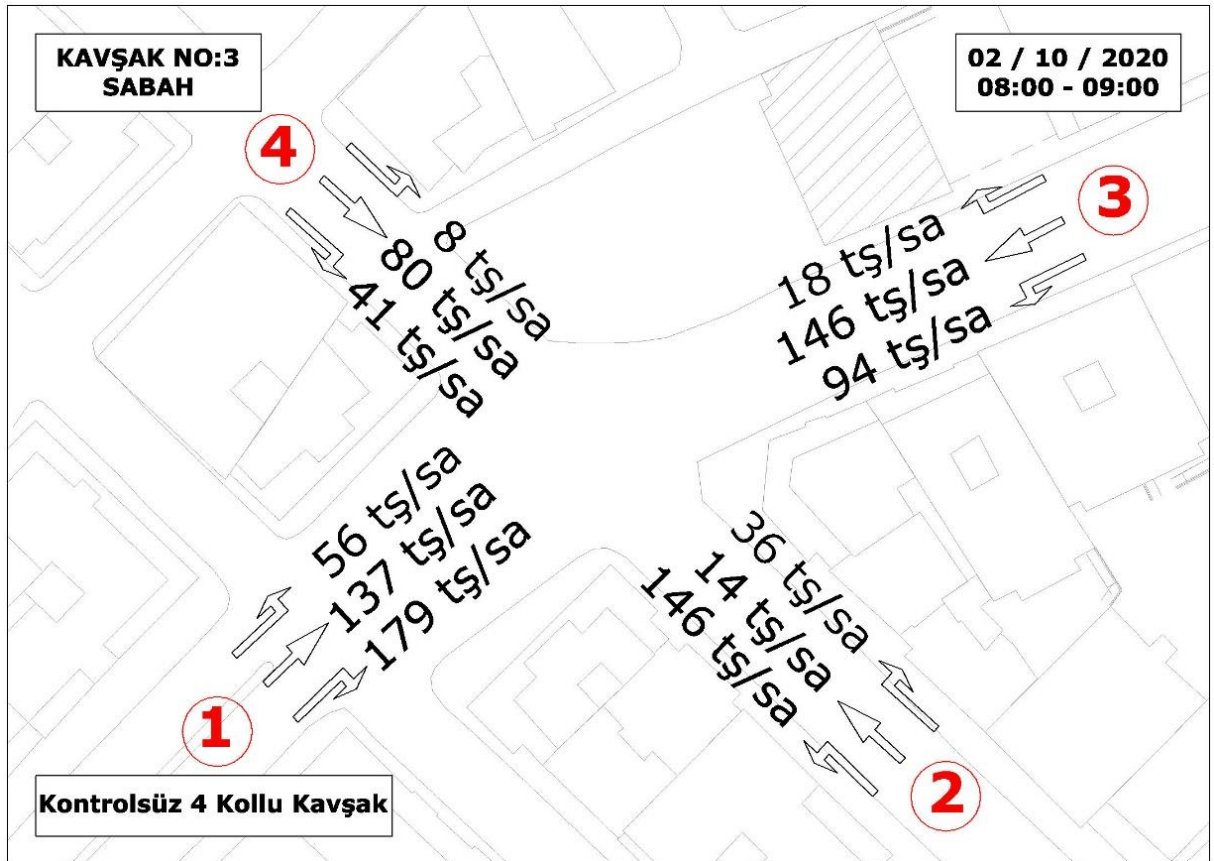 KAVŞAK NO:3
SABAH
02 / 10 / 2020
08:00 - 09:00
4
3
8 tş/sa
80 tş/sa
41 tş/sa
18 tş/sa
146 tş/sa
94 tş/sa
56 tş/sa
137 tş/sa
179 tş/sa
36 tş/sa
14 tş/sa
146 tş/sa
1
2
Kontrolsüz 4 Kollu Kavşak